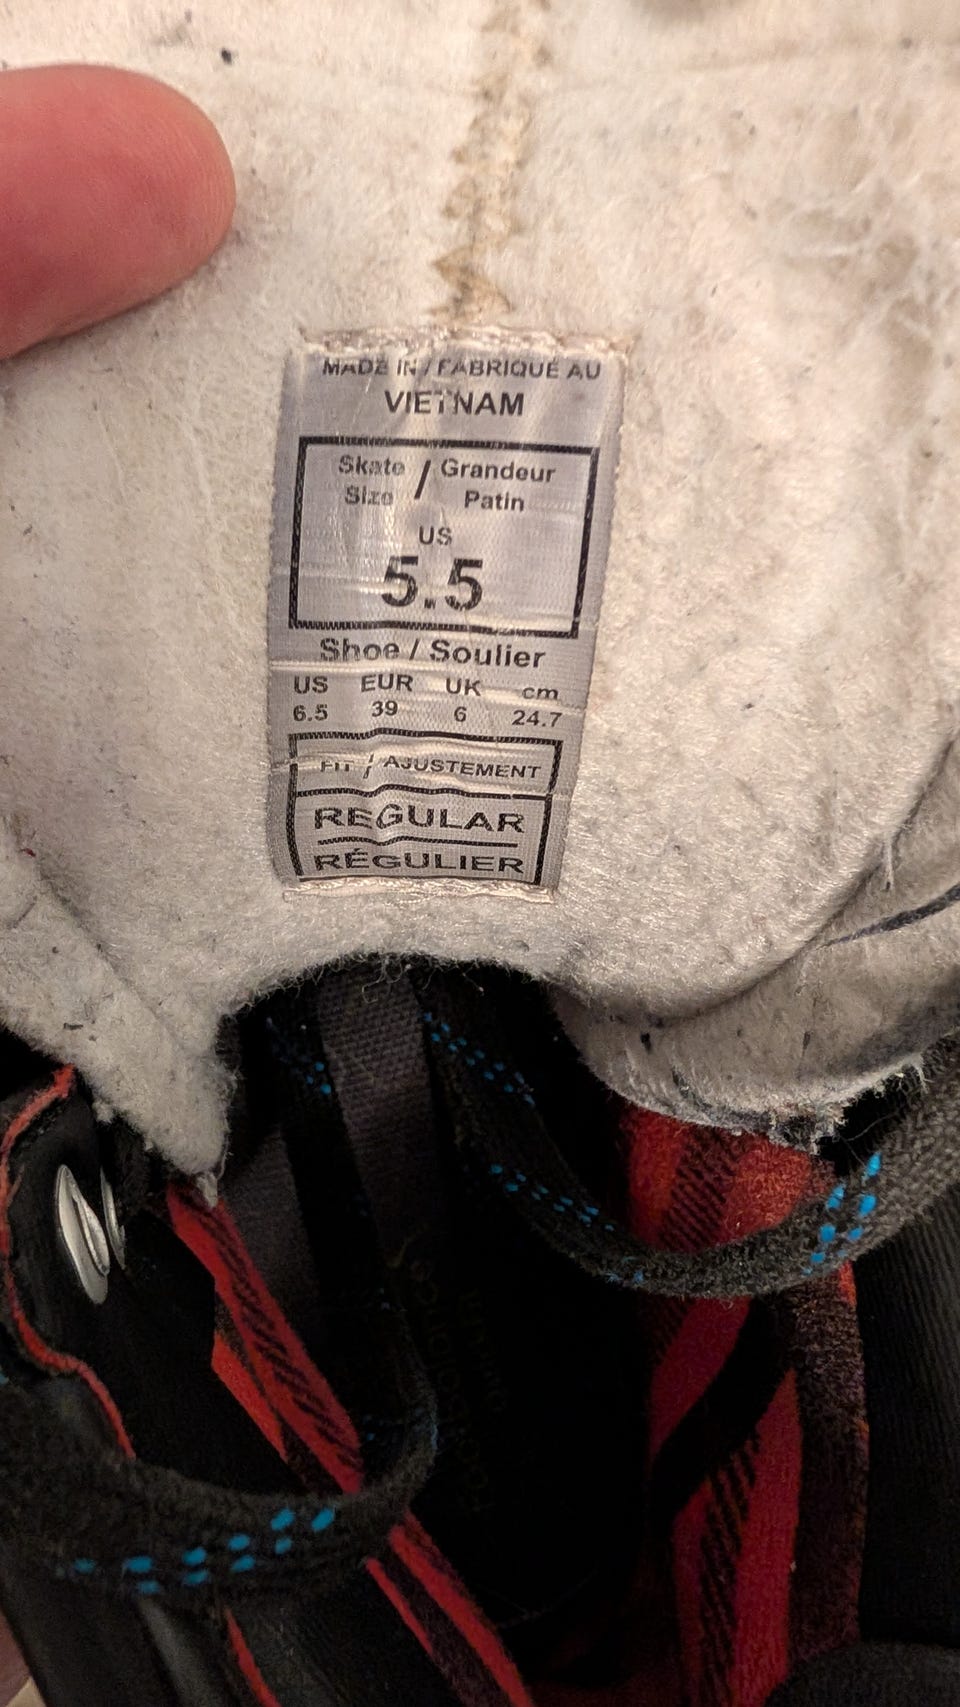 MADE IN / FABRIQUÉ AU
VIETNAM
Skate Size / Grandeur Patin
US
5.5
Shoe / Soulier
US EUR UK cm
6.5 39 6 24.7
FIT / AJUSTEMENT
REGULAR
RÉGULIER